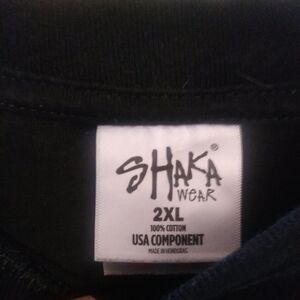 SHAKA®
WEAR
2XL
100% COTTON
USA COMPONENT
MADE IN HONDURAS